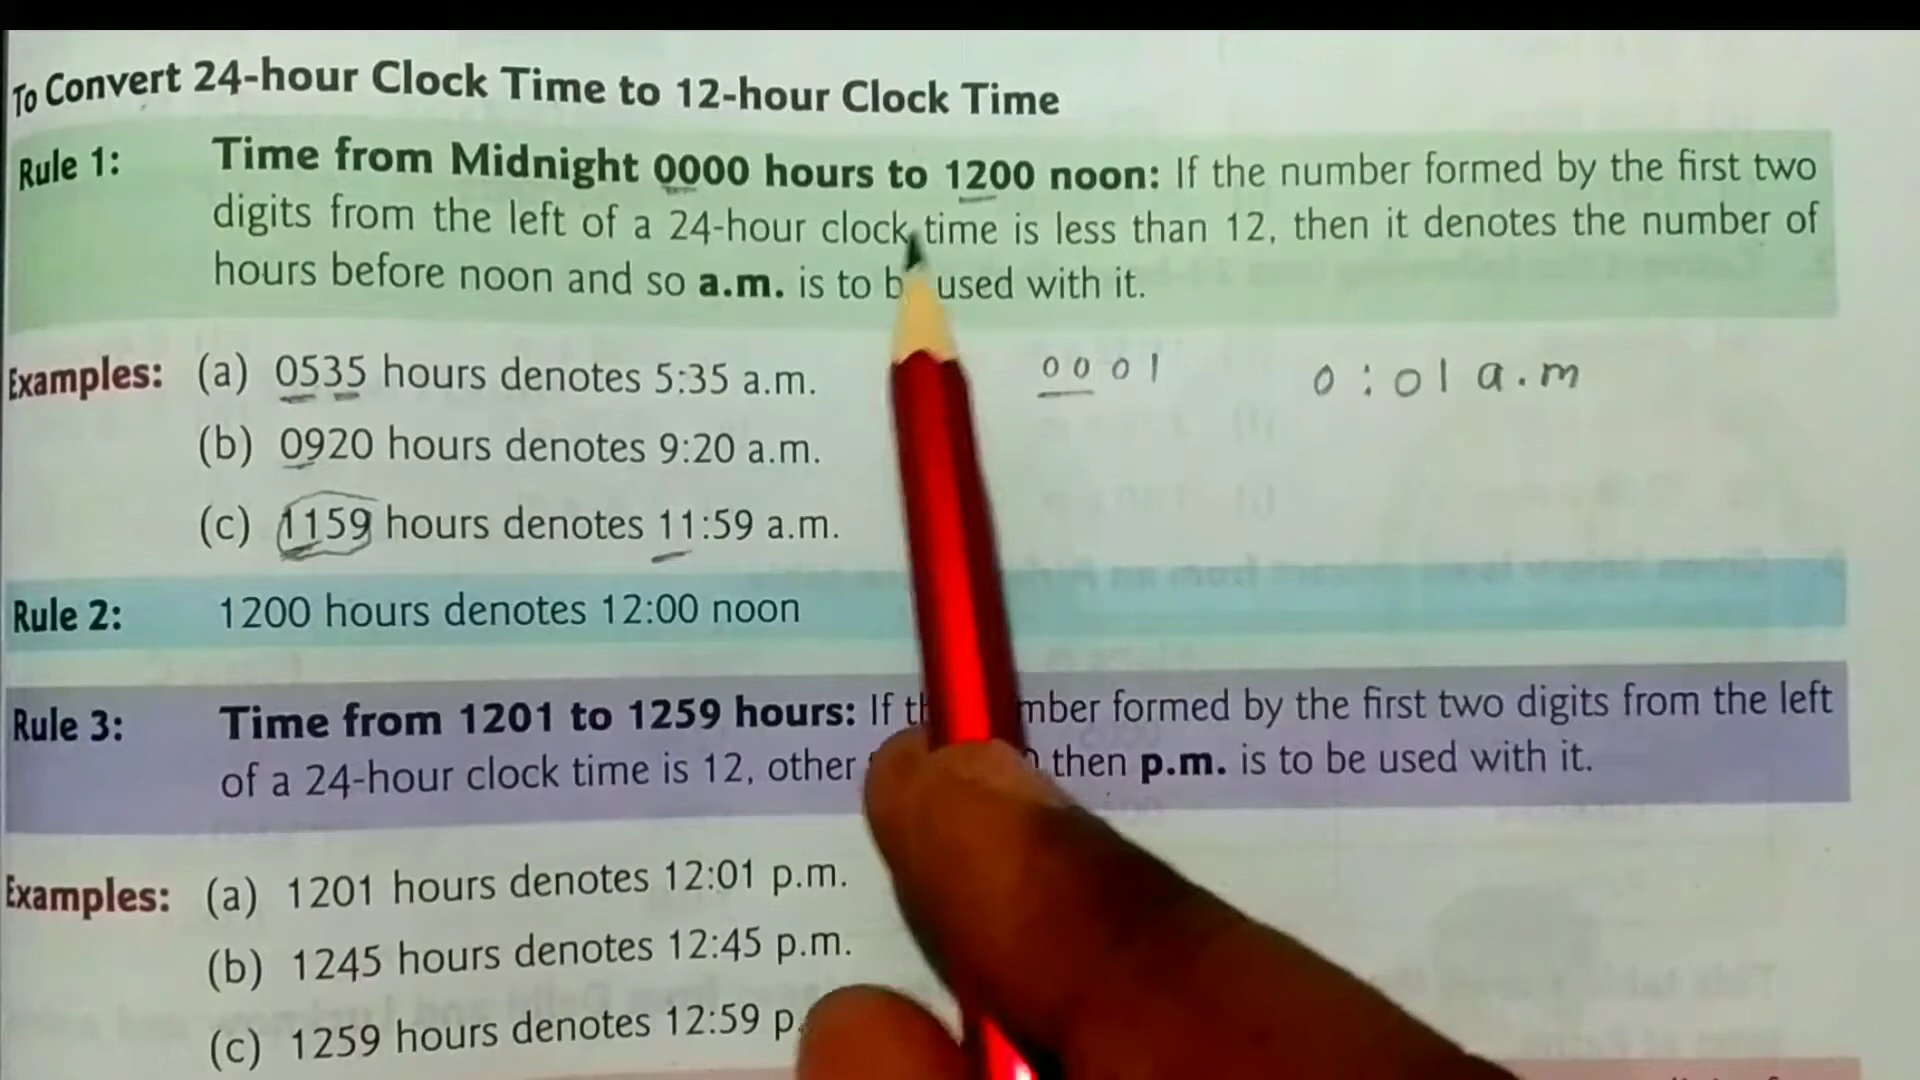 To Convert 24-hour Clock Time to 12-hour Clock Time
Rule 1: Time from Midnight 0000 hours to 1200 noon: If the number formed by the first two
digits from the left of a 24-hour clock time is less than 12, then it denotes the number of
hours before noon and so a.m. is to used with it.
Examples: (a) 0535 hours denotes 5:35 a.m. 0001 0:01 a.m
(b) 0920 hours denotes 9:20 a.m.
(c) 1159 hours denotes 11:59 a.m.
Rule 2: 1200 hours denotes 12:00 noon
Rule 3: Time from 1201 to 1259 hours: If formed by the first two digits from the left
of a 24-hour clock time is 12, other then p.m. is to be used with it.
Examples: (a) 1201 hours denotes 12:01 p.m.
(b) 1245 hours denotes 12:45 p.m.
(c) 1259 hours denotes 12:59 p.